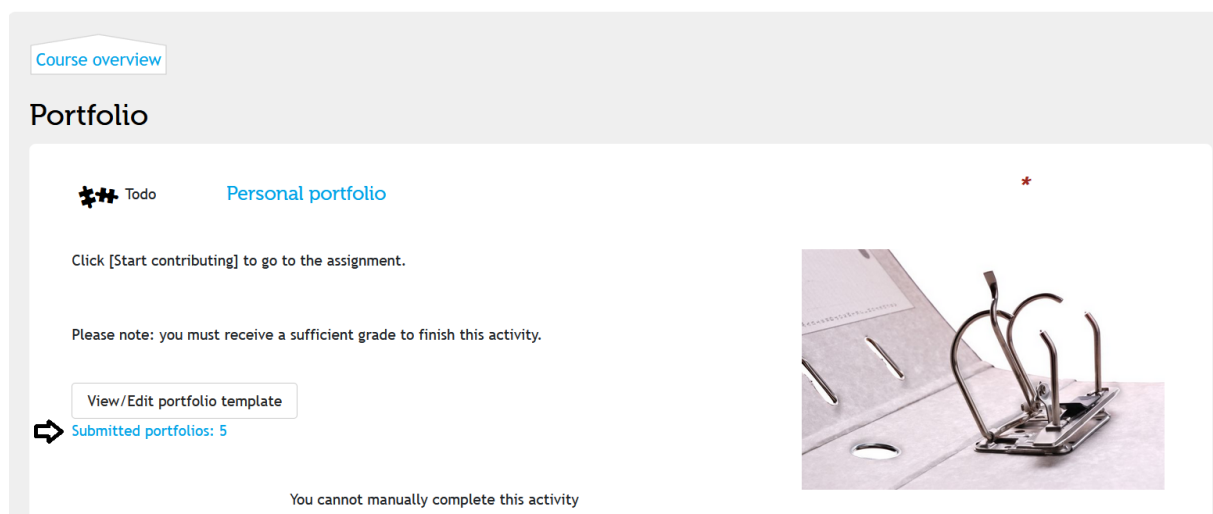 Course overview
Portfolio
Todo
Personal portfolio
*
Click [Start contributing] to go to the assignment.
Please note: you must receive a sufficient grade to finish this activity.
View/Edit portfolio template
Submitted portfolios: 5
You cannot manually complete this activity